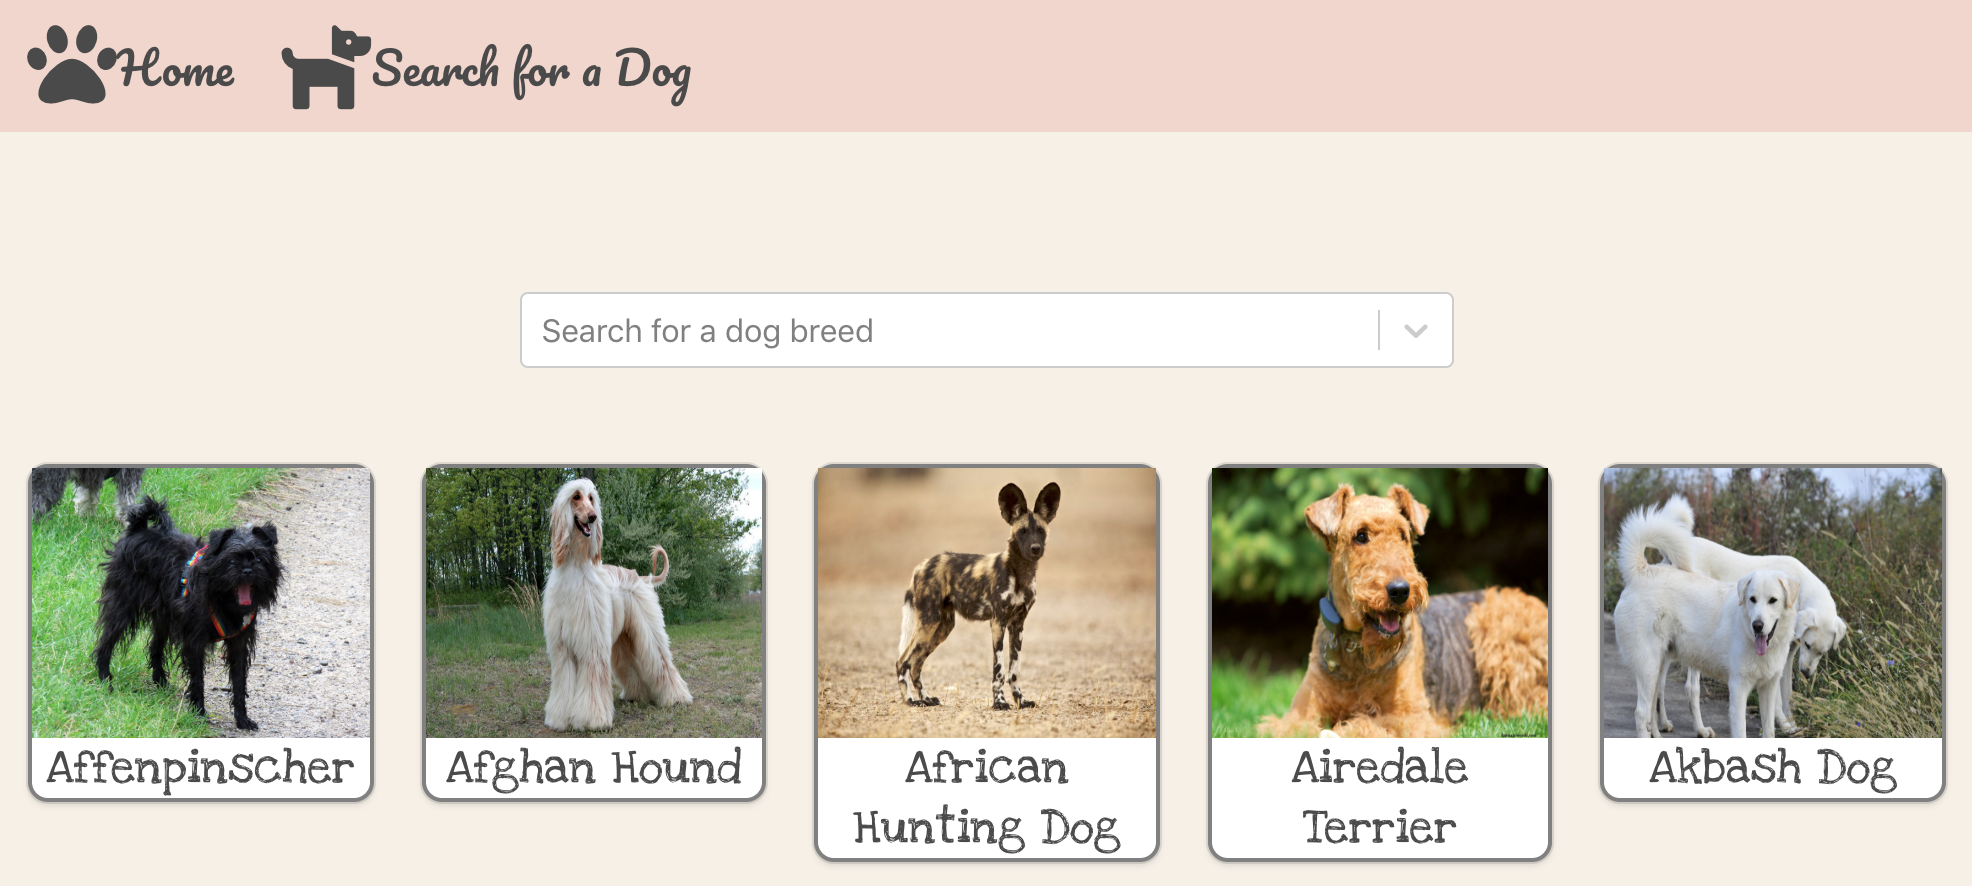 Home
Search for a Dog
Search for a dog breed
Affenpinscher
Afghan Hound
African
Hunting Dog
Airedale
Terrier
Akbash Dog